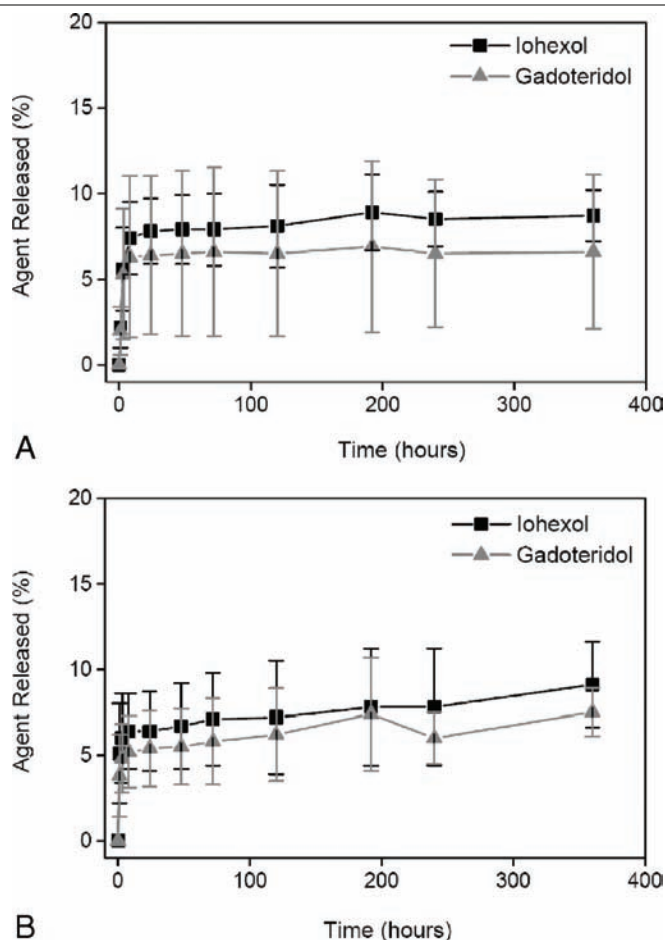 20
15
10
5
0
Agent Released (%)
Iohexol
Gadoteridol
0 100 200 300 400
Time (hours)
A
20
15
10
5
0
Agent Released (%)
Iohexol
Gadoteridol
0 100 200 300 400
Time (hours)
B